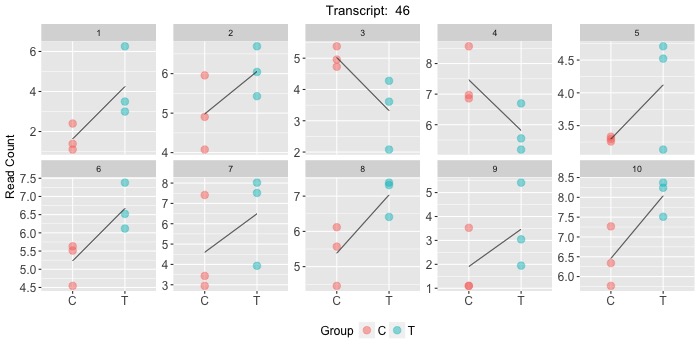 Transcript: 46
1 2 3 4 5
6 4 2
6 5 4
5 4 3 2
8 7 6
4.5 4.0 3.5
Read Count
6 7 8 9 10
7.5 7.0 6.5 6.0 5.5 5.0 4.5
8 7 6 5 4 3
7 6 5
5 4 3 2 1
8.5 8.0 7.5 7.0 6.5 6.0
C T C T C T C T C T
Group C T